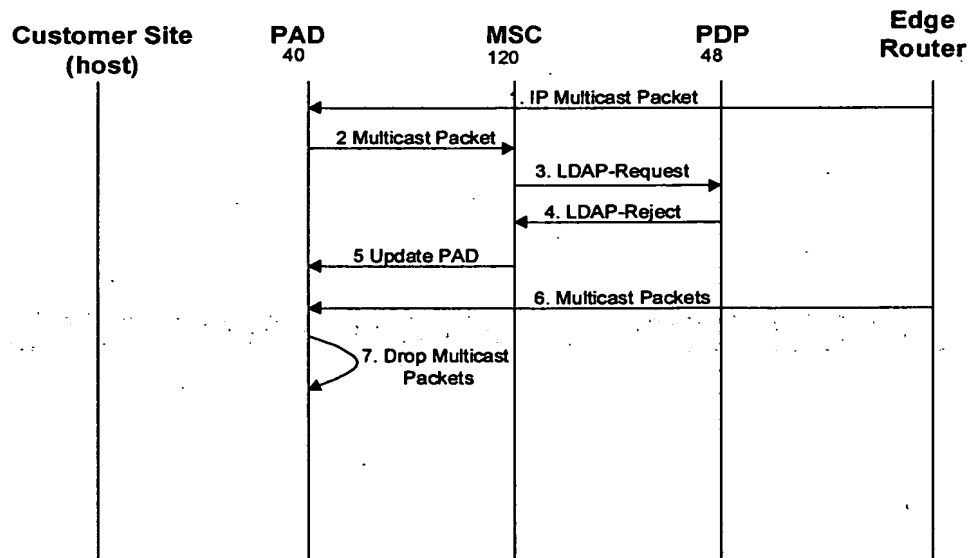 Customer Site
(host)
PAD
40
MSC
120
PDP
48
Edge
Router
. IP Multicast Packet
2 Multicast Packet
3. LDAP-Request
4. LDAP-Reject
5 Update PAD
6. Multicast Packets
7. Drop Multicast
Packets